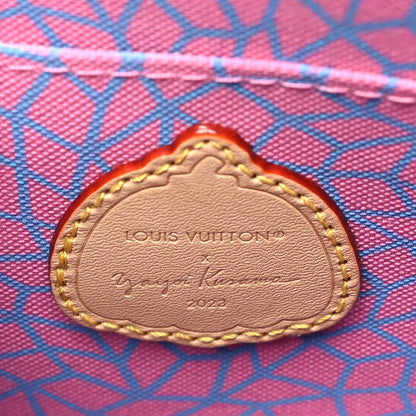 LOUIS VUITTON®
x
Yayoi Kusama
2023